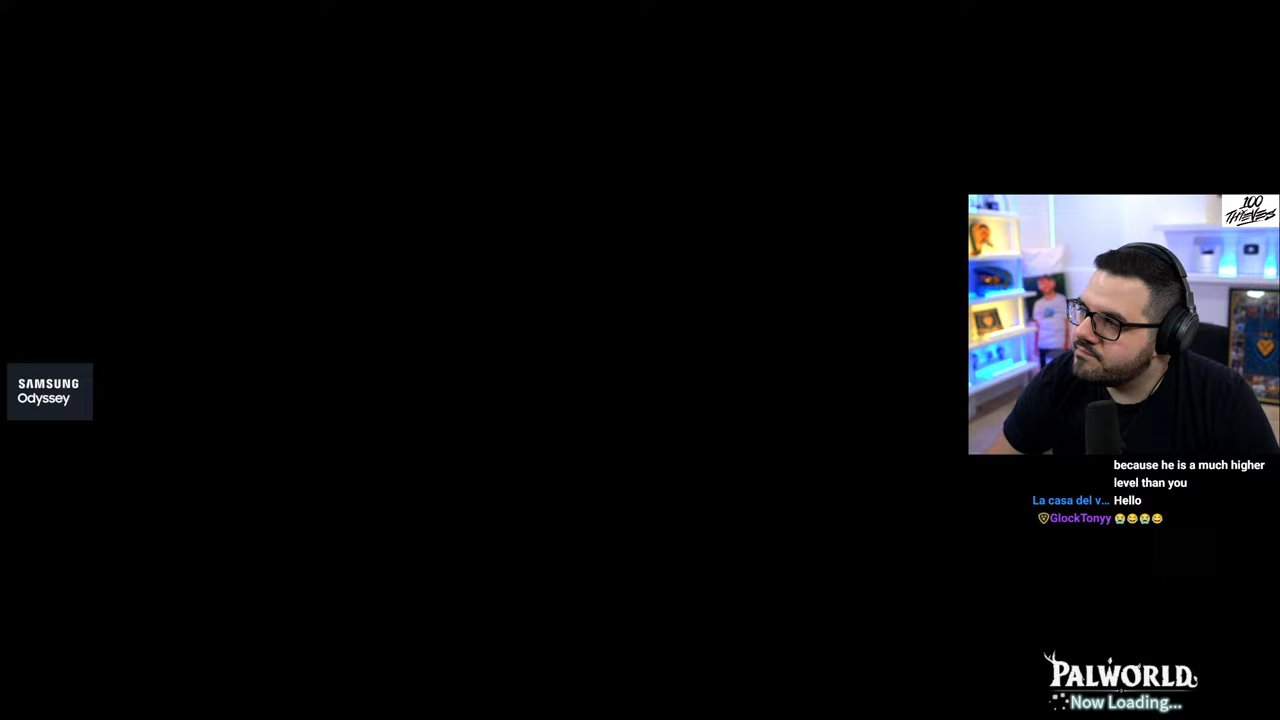 100
THIEVES
SAMSUNG
Odyssey
because he is a much higher
level than you
La casa del v... Hello
GlockTonyy 😭😂😭😂
PALWORLD
Now Loading...